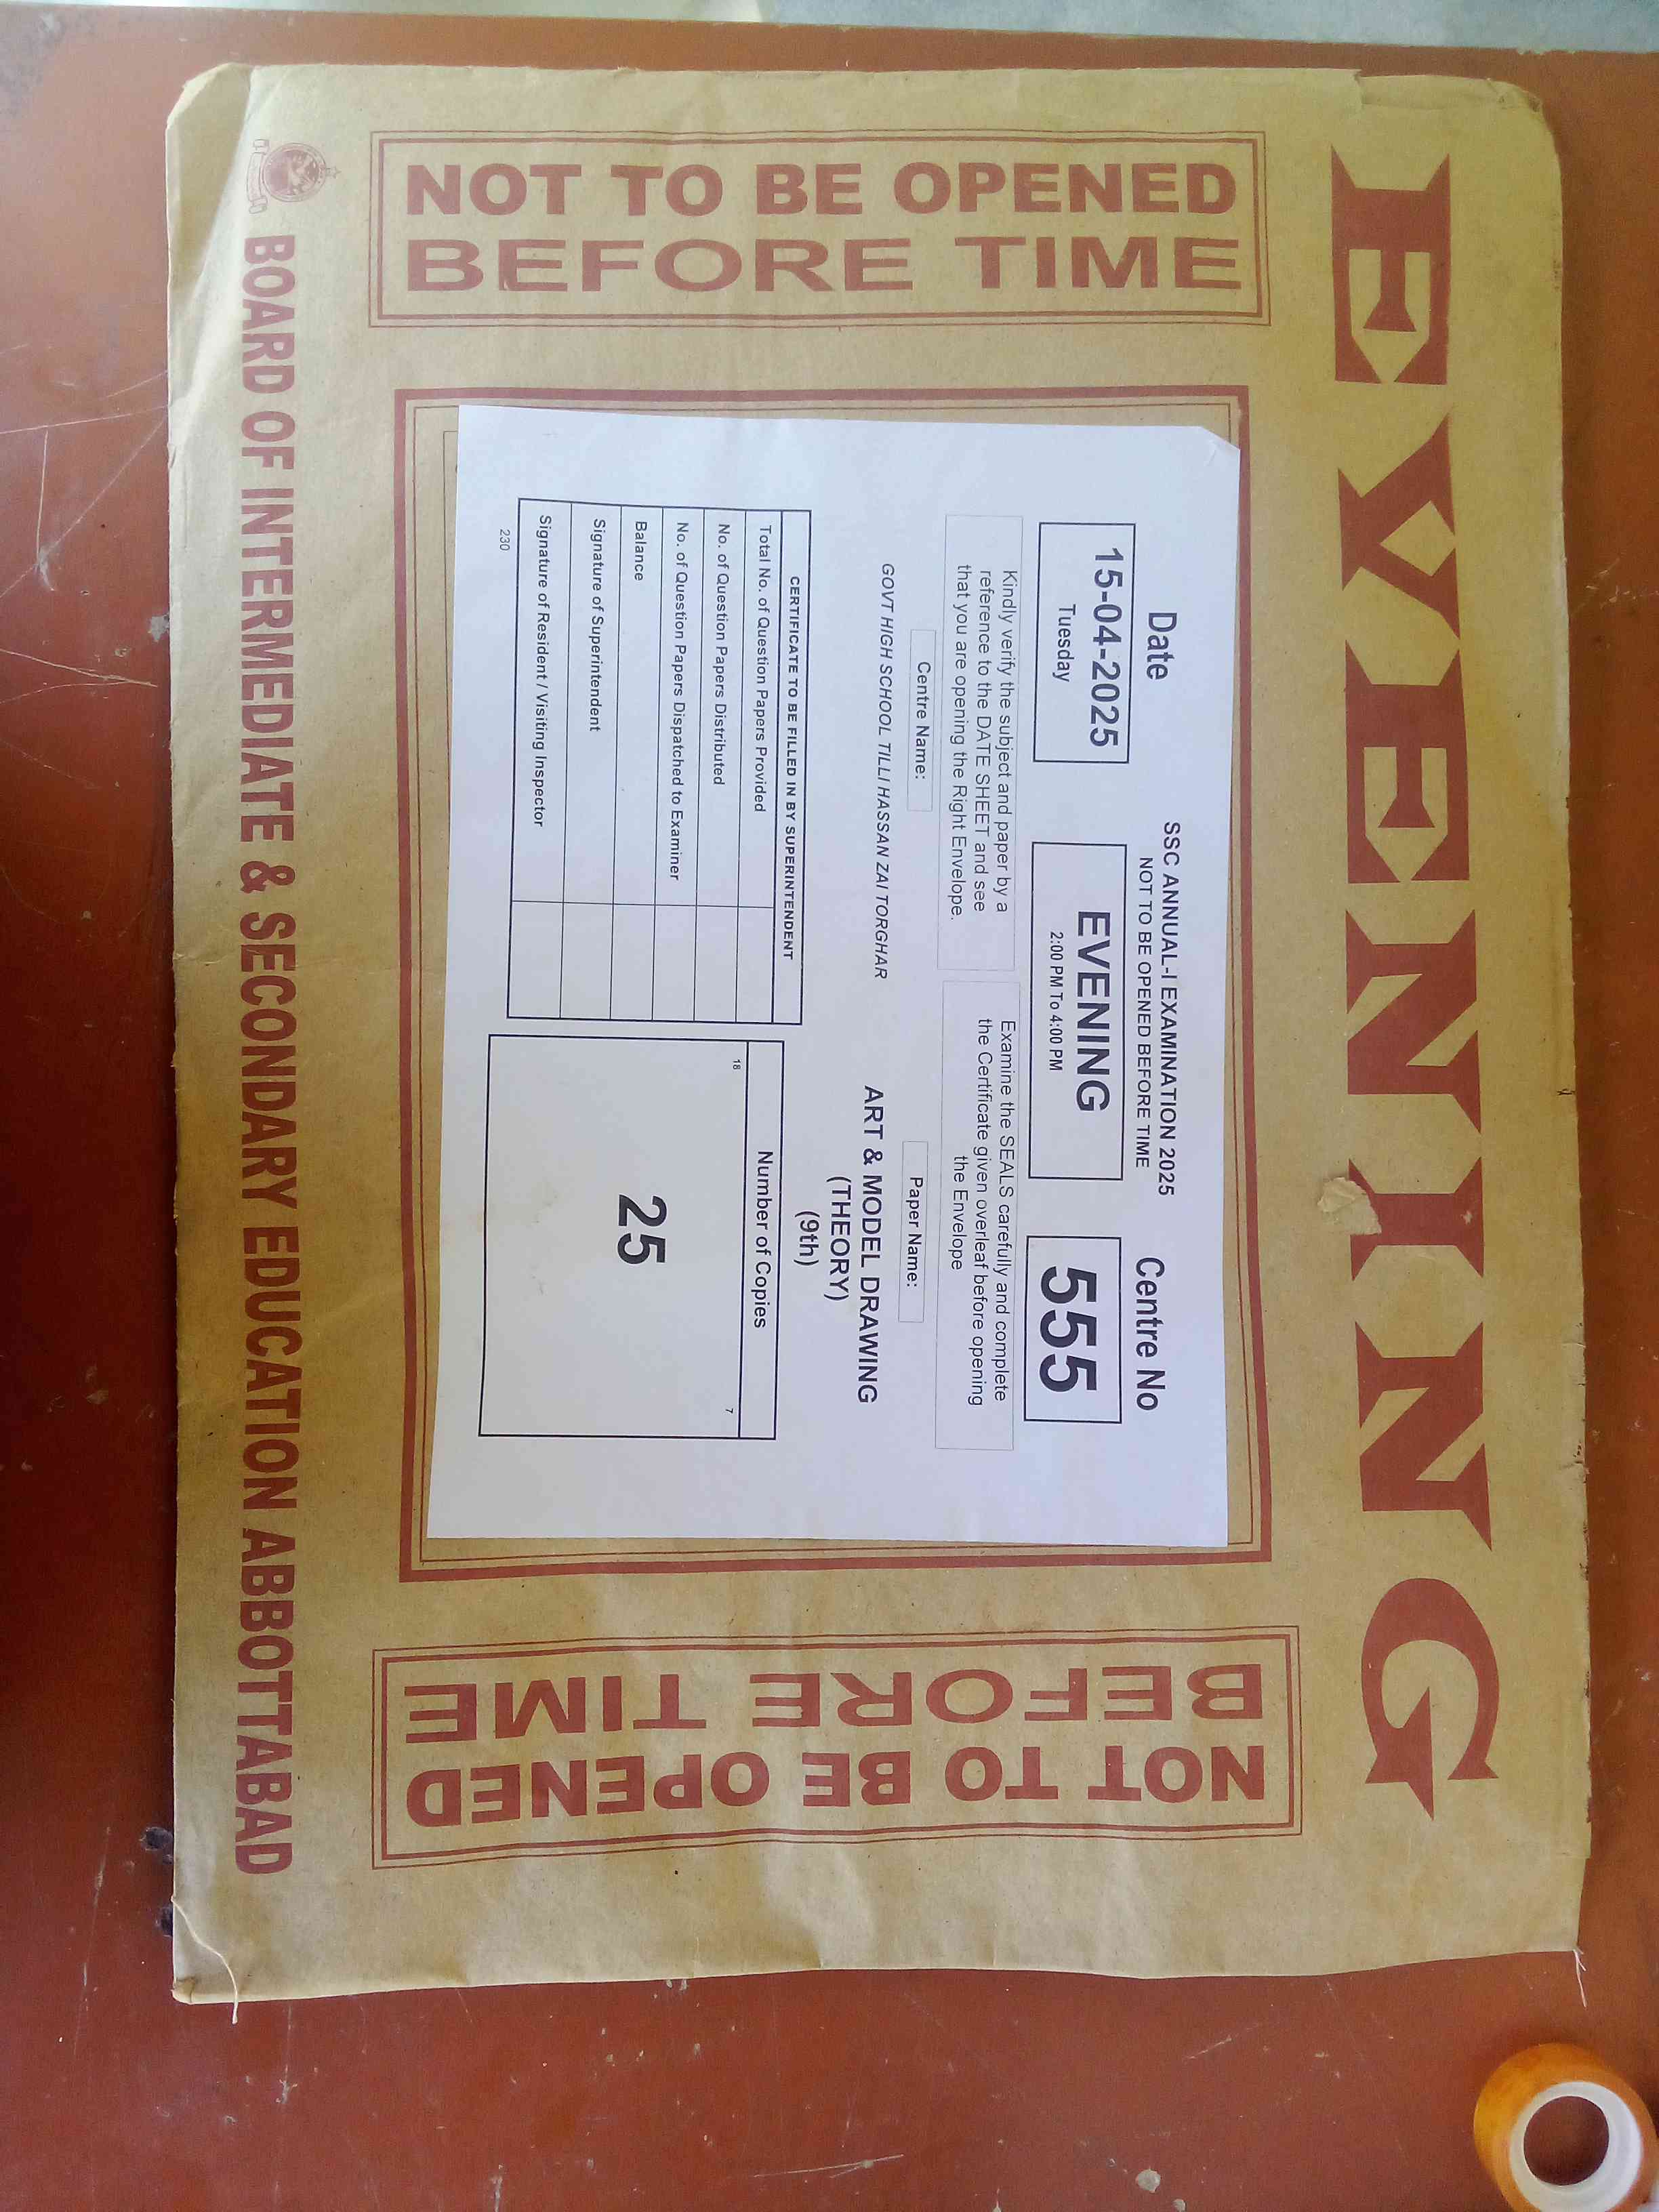 EVENING
NOT TO BE OPENED
BEFORE TIME
SSC ANNUAL-I EXAMINATION 2025
NOT TO BE OPENED BEFORE TIME
Date
15-04-2025
Tuesday
EVENING
2:00 PM To 4:00 PM
Centre No
555
Kindly verify the subject and paper by a
reference to the DATE SHEET and see
that you are opening the Right Envelope.
Examine the SEALS carefully and complete
the Certificate given overleaf before opening
the Envelope
Centre Name:
GOVT HIGH SCHOOL TILLI HASSAN ZAI TORGHAR
Paper Name:
ART & MODEL DRAWING
(THEORY)
(9th)
CERTIFICATE TO BE FILLED IN BY SUPERINTENDENT
Total No. of Question Papers Provided
No. of Question Papers Distributed
No. of Question Papers Dispatched to Examiner
Balance
Signature of Superintendent
Signature of Resident / Visiting Inspector
230
Number of Copies
18
7
25
NOT TO BE OPENED
BEFORE TIME
BOARD OF INTERMEDIATE & SECONDARY EDUCATION ABBOTTABAD